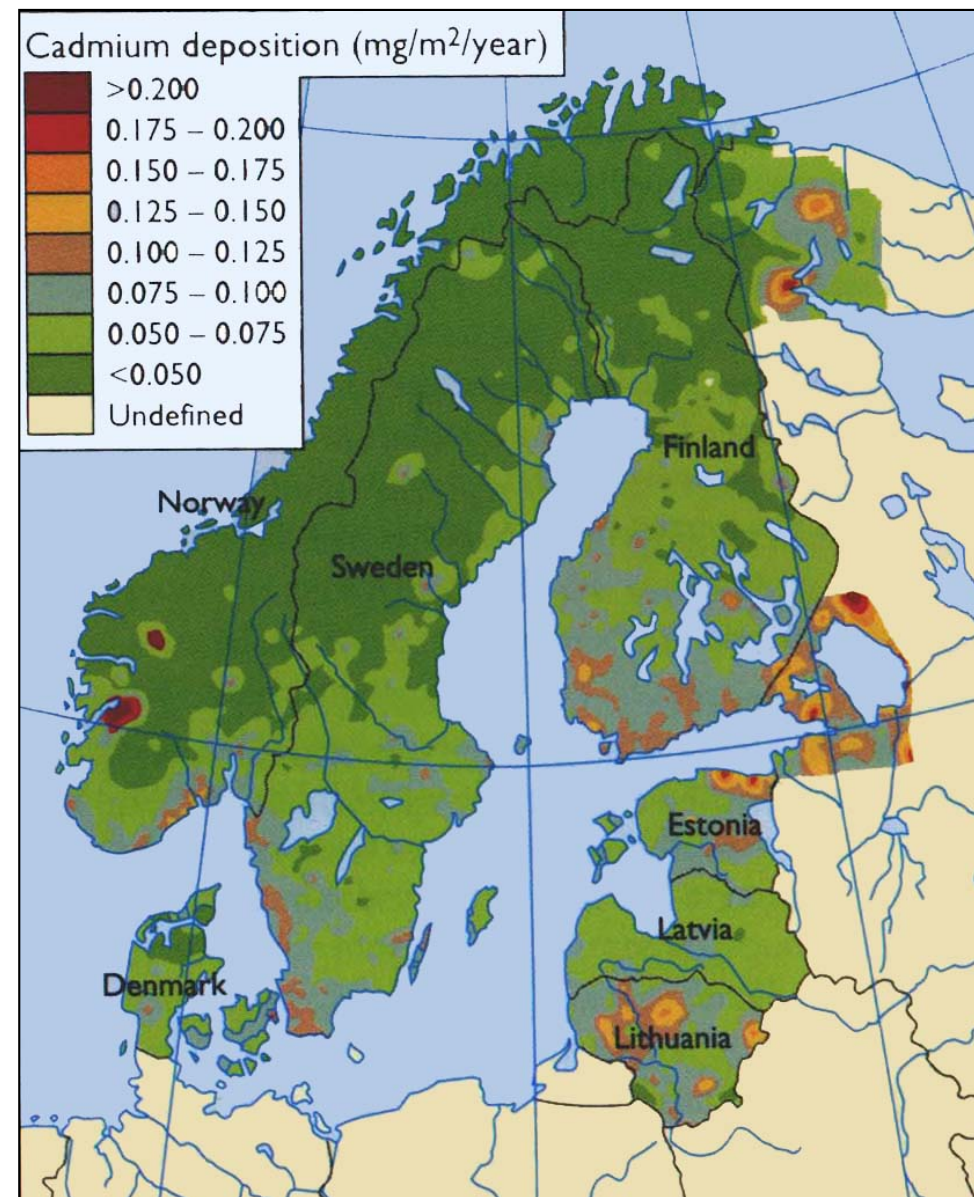 Cadmium deposition (mg/m²/year)
>0.200
0.175 – 0.200
0.150 – 0.175
0.125 – 0.150
0.100 – 0.125
0.075 – 0.100
0.050 – 0.075
<0.050
Undefined
Finland
Norway
Sweden
Estonia
Latvia
Denmark
Lithuania